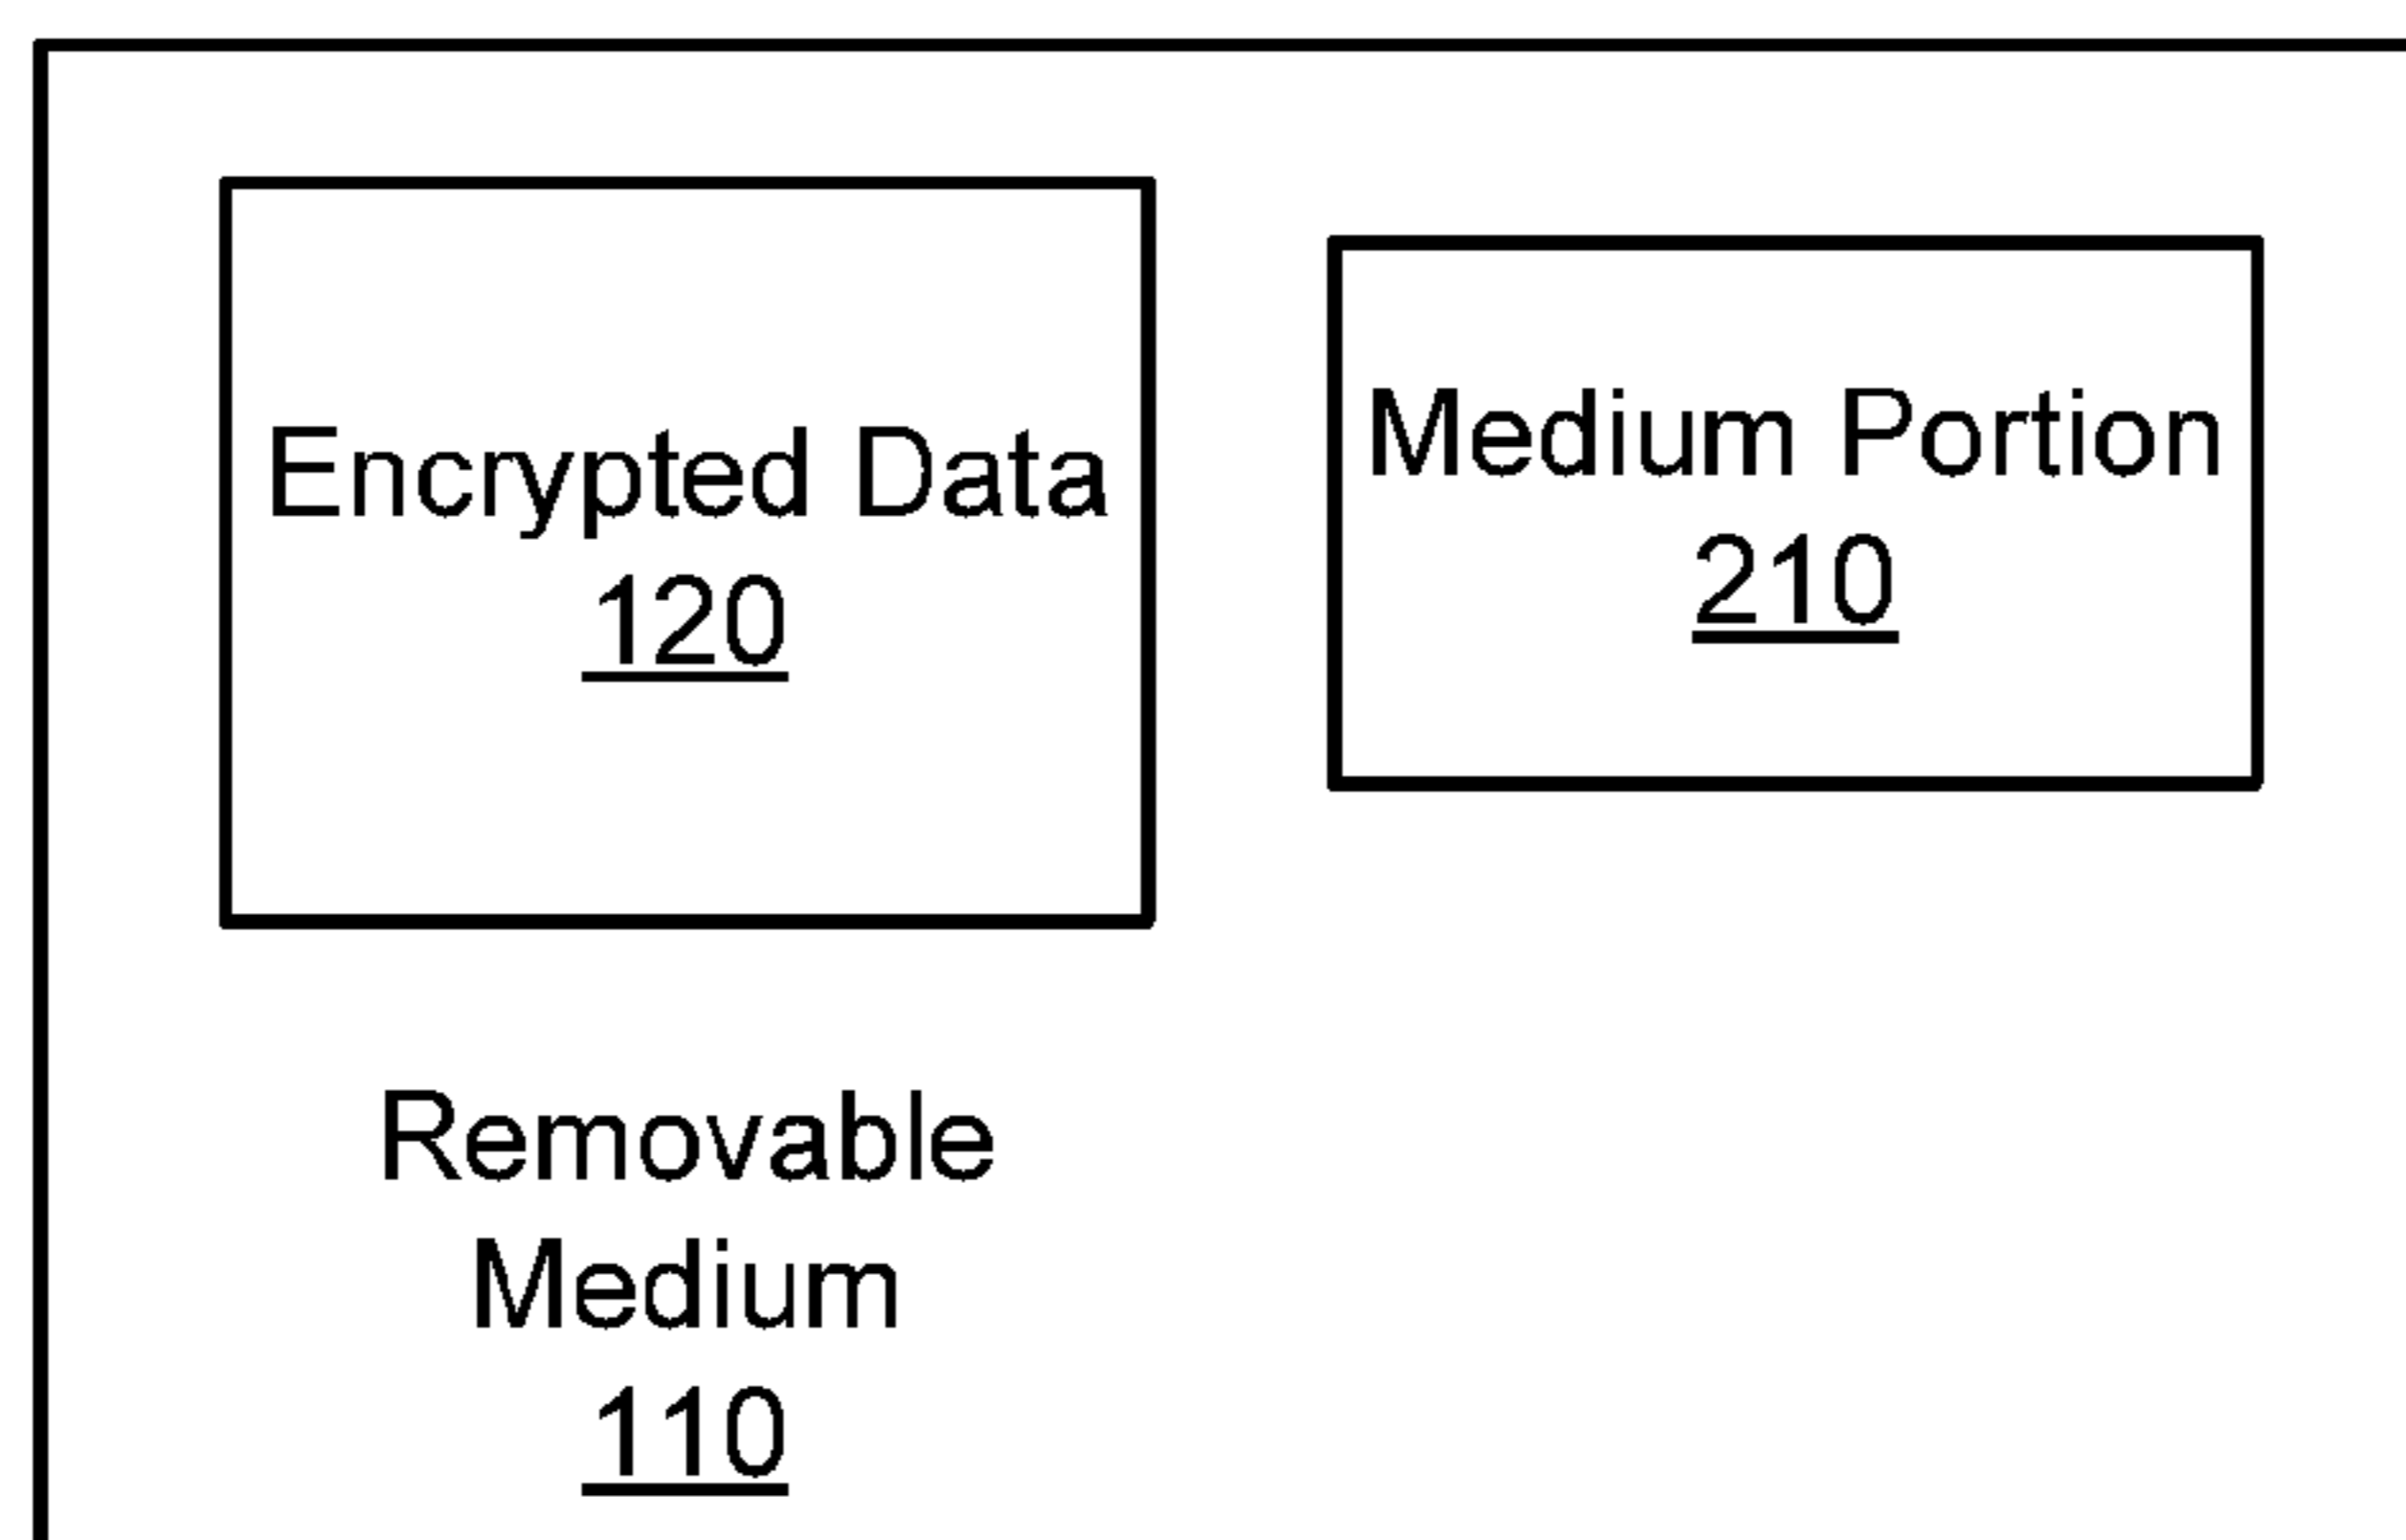 Encrypted Data
120
Medium Portion
210
Removable
Medium
110